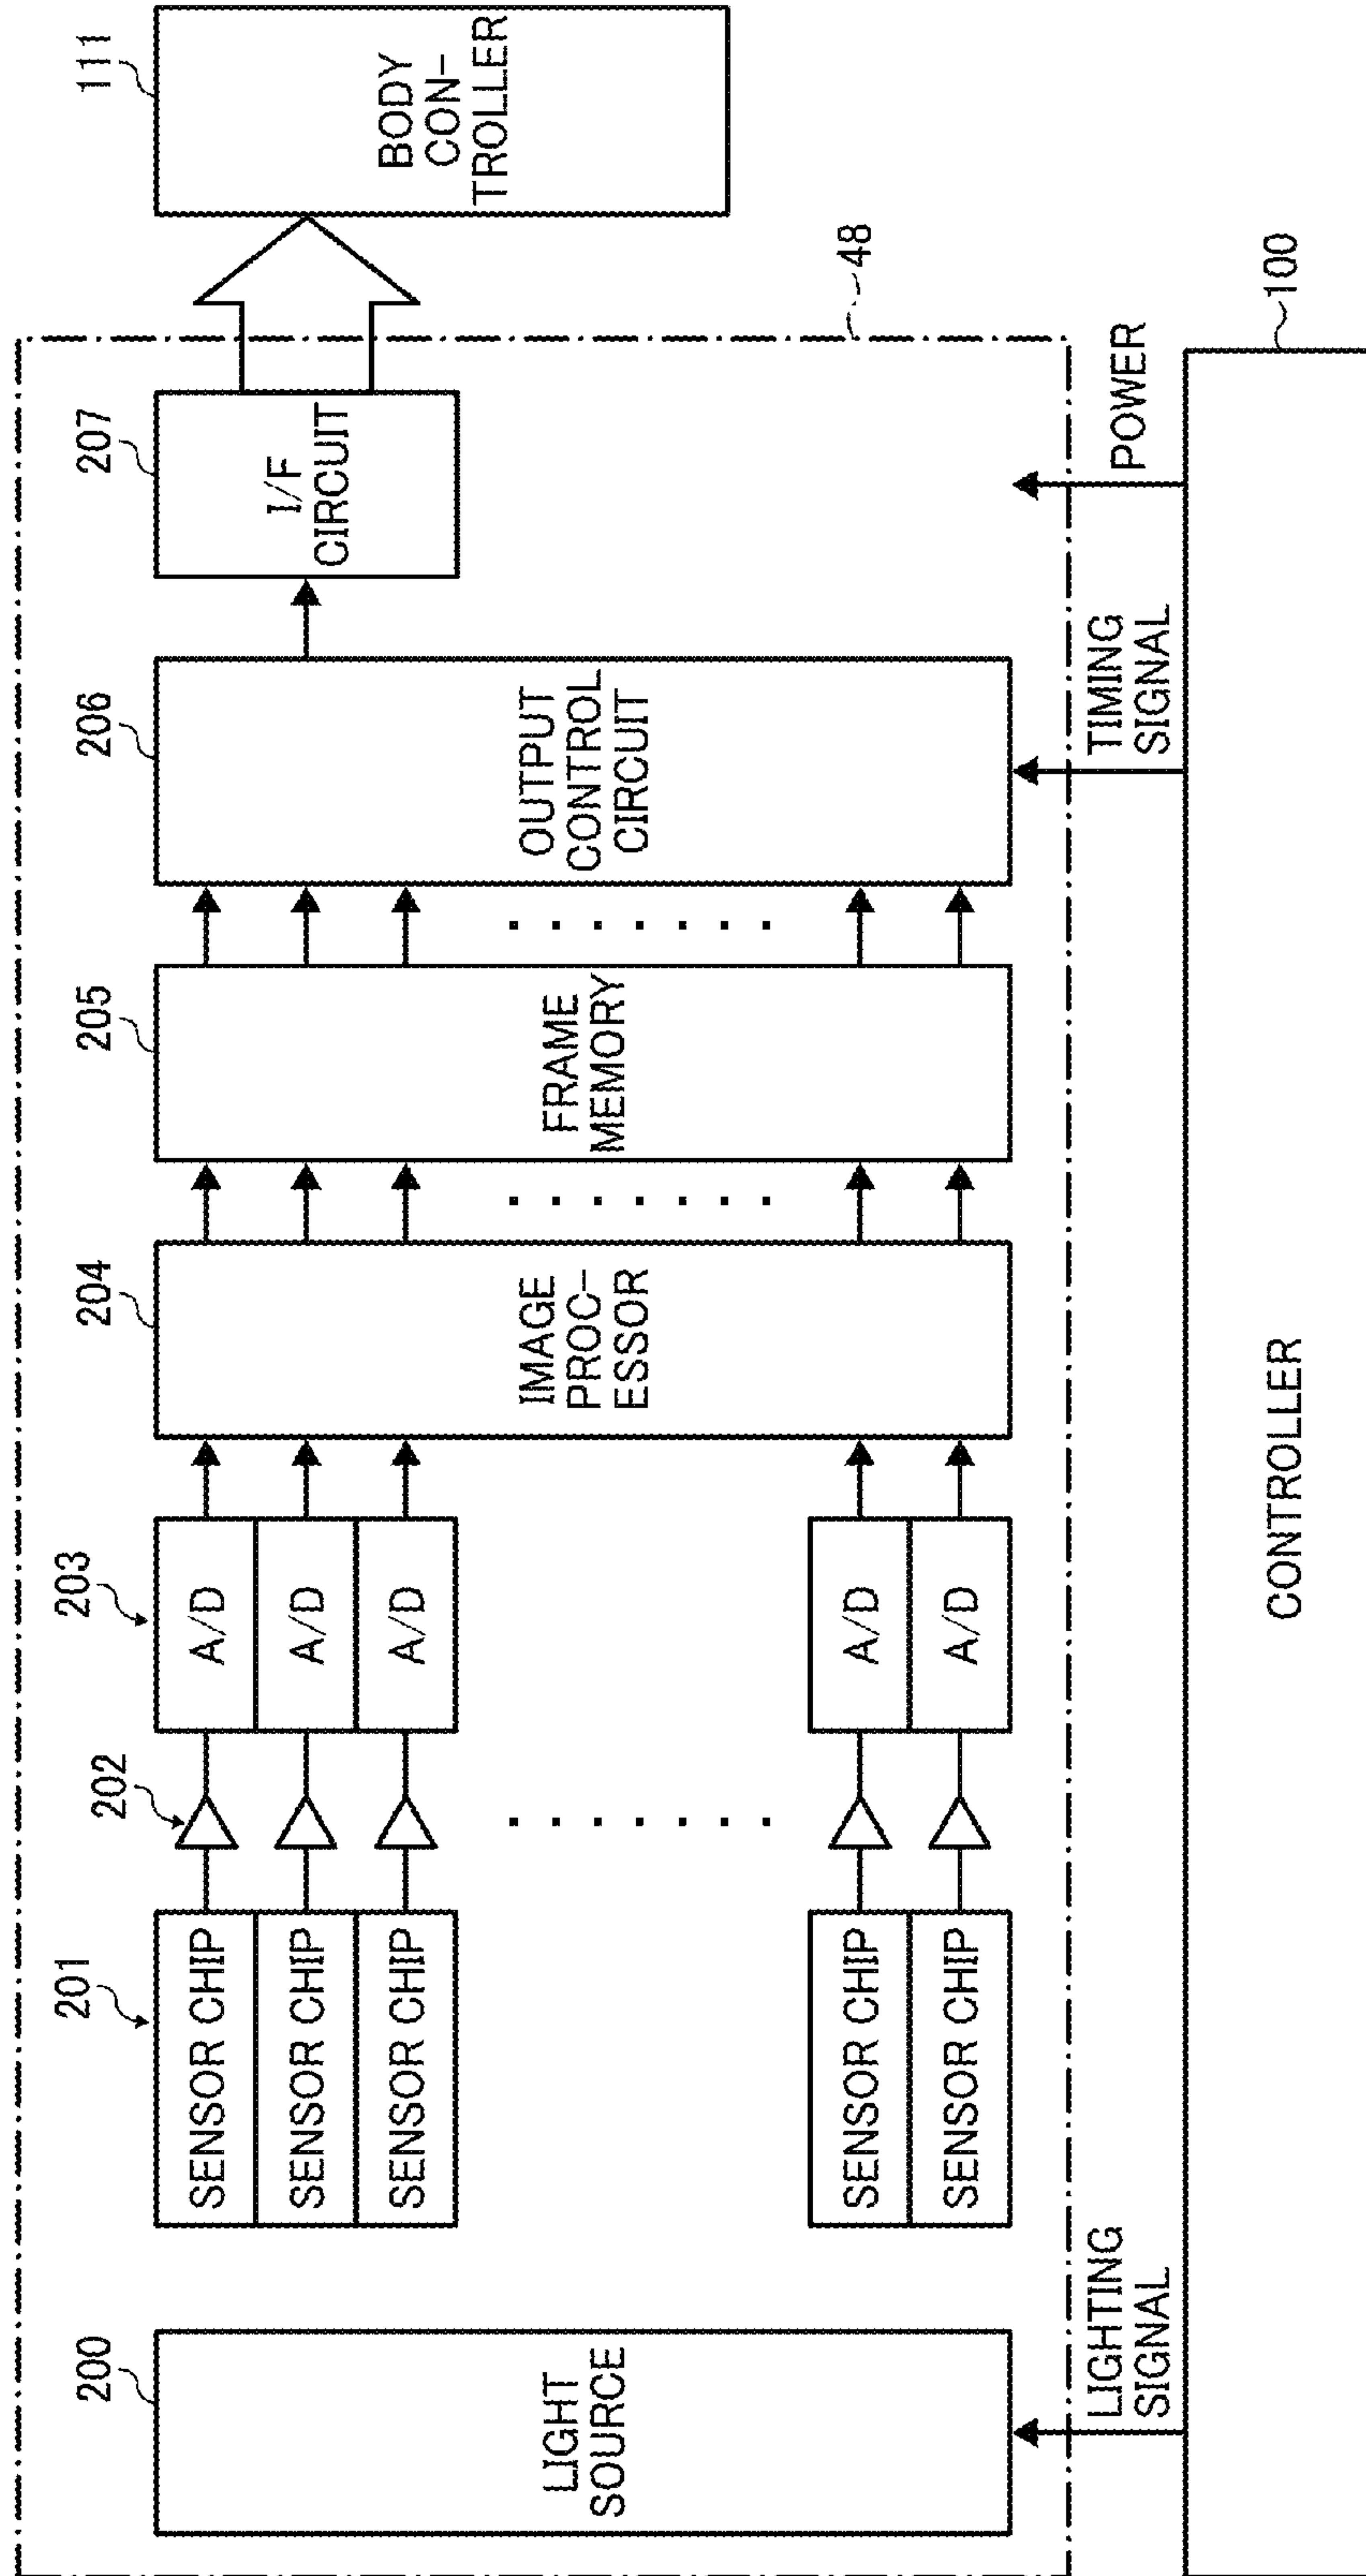 200
LIGHT
SOURCE
201
SENSOR CHIP
SENSOR CHIP
SENSOR CHIP
SENSOR CHIP
SENSOR CHIP
202
203
A/D
A/D
A/D
A/D
A/D
204
IMAGE
PROC-
ESSOR
205
FRAME
MEMORY
206
OUTPUT
CONTROL
CIRCUIT
207
I/F
CIRCUIT
111
BODY
CON-
TROLLER
48
LIGHTING
SIGNAL
TIMING
SIGNAL
POWER
100
CONTROLLER